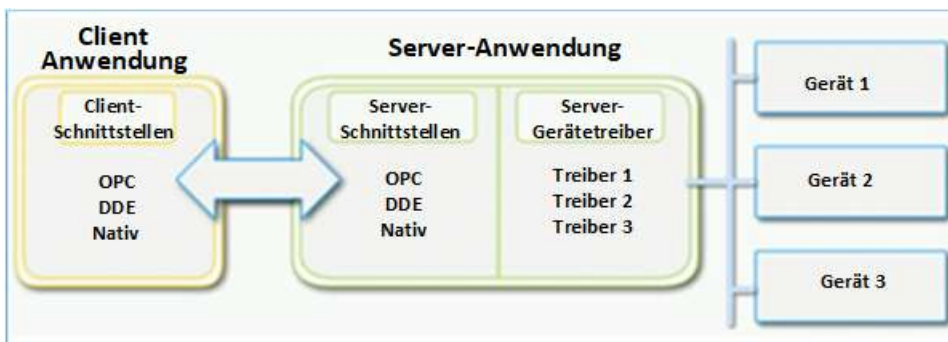 Client
Anwendung
Client-
Schnittstellen
OPC
DDE
Nativ
Server-Anwendung
Server-
Schnittstellen
OPC
DDE
Nativ
Server-
Gerätetreiber
Treiber 1
Treiber 2
Treiber 3
Gerät 1
Gerät 2
Gerät 3